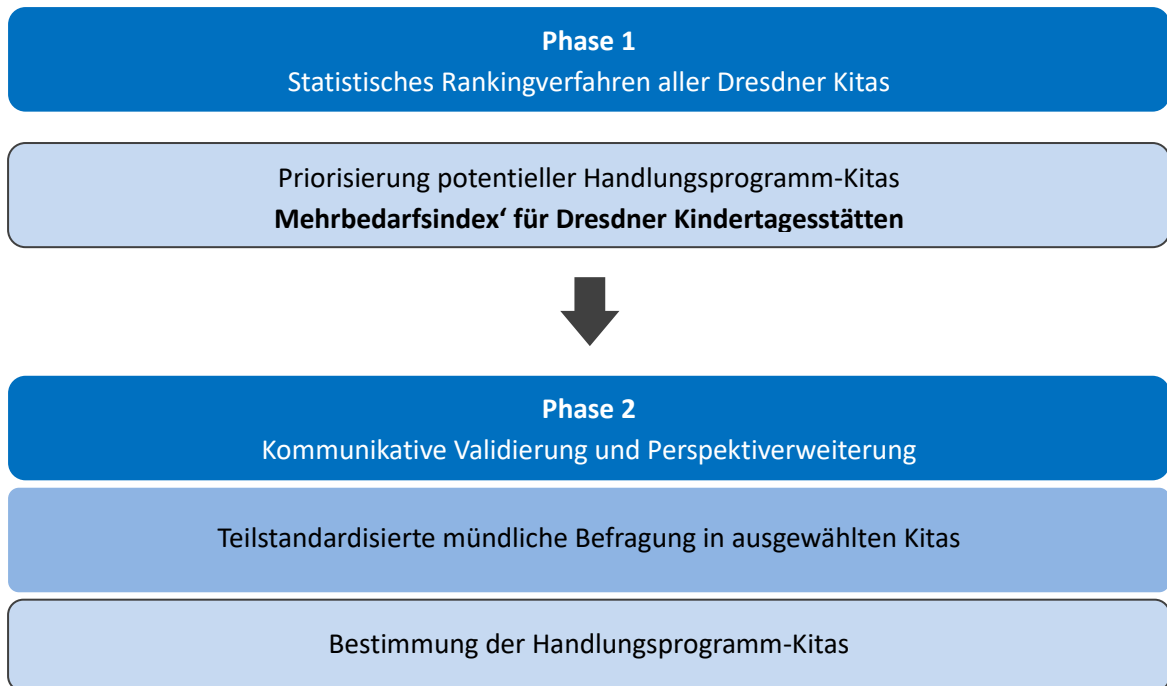 Phase 1
Statistisches Rankingverfahren aller Dresdner Kitas
Priorisierung potentieller Handlungsprogramm-Kitas
Mehrbedarfsindex‘ für Dresdner Kindertagesstätten
Phase 2
Kommunikative Validierung und Perspektiverweiterung
Teilstandardisierte mündliche Befragung in ausgewählten Kitas
Bestimmung der Handlungsprogramm-Kitas